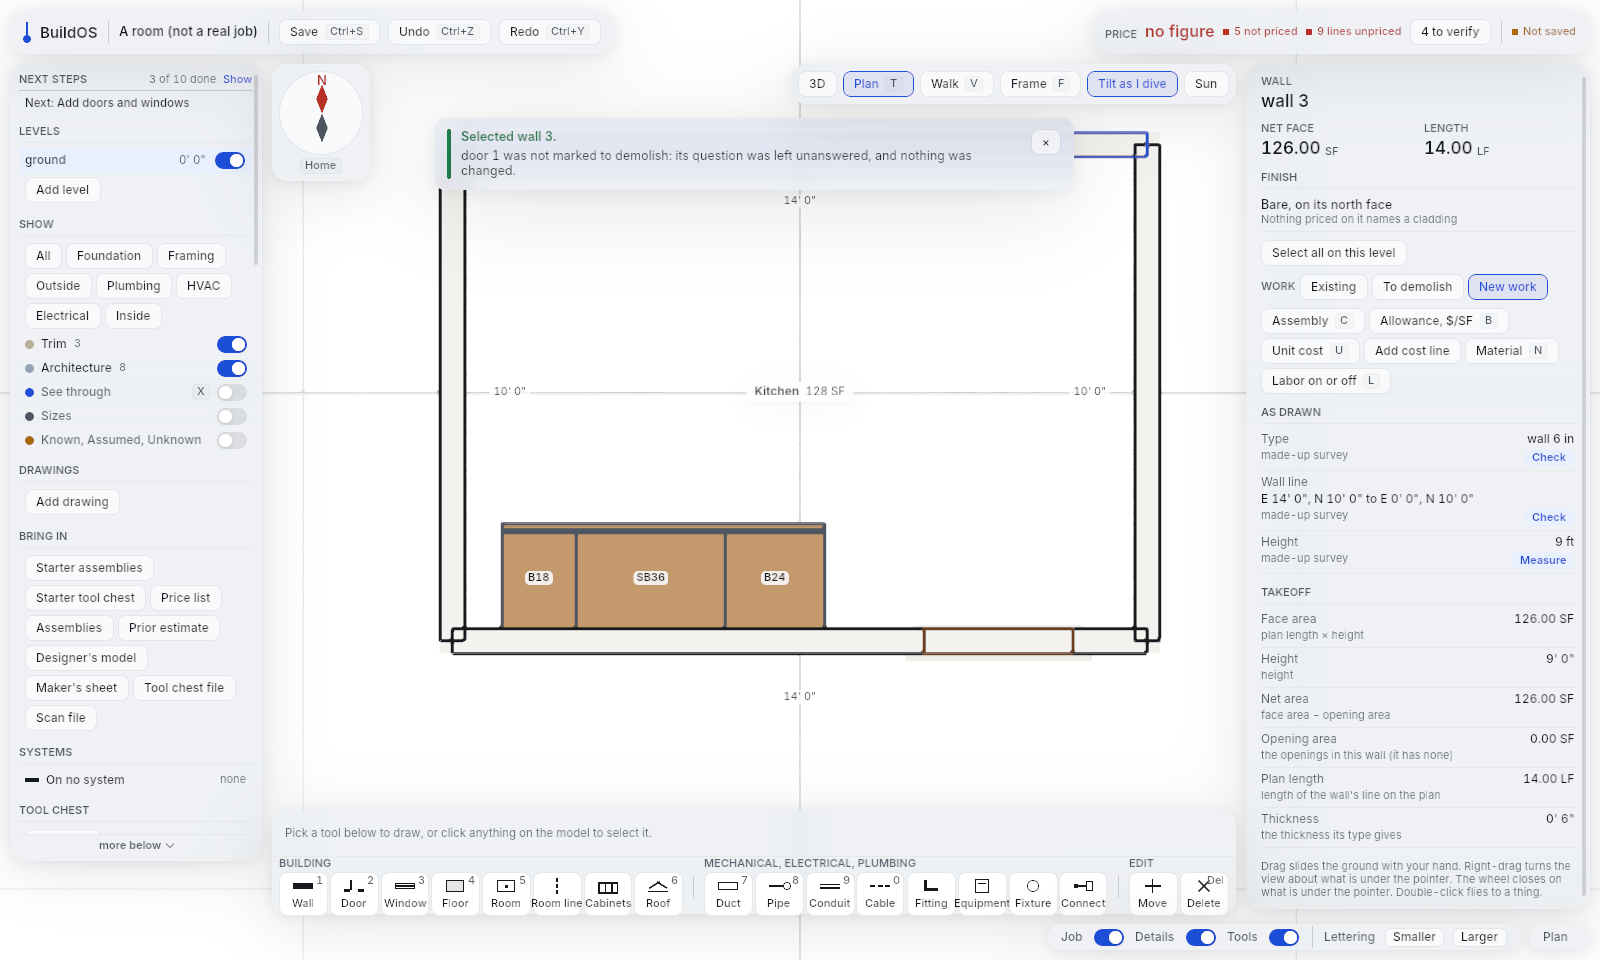 BuildOS
A room (not a real job)
Save Ctrl+S
Undo Ctrl+Z
Redo Ctrl+Y
PRICE no figure
5 not priced
9 lines unpriced
4 to verify
Not saved
NEXT STEPS 3 of 10 done Show
Next: Add doors and windows
LEVELS
ground 0' 0"
Add level
SHOW
All Foundation Framing
Outside Plumbing HVAC
Electrical Inside
Trim 3
Architecture 8
See through X
Sizes
Known, Assumed, Unknown
DRAWINGS
Add drawing
BRING IN
Starter assemblies
Starter tool chest Price list
Assemblies Prior estimate
Designer's model
Maker's sheet Tool chest file
Scan file
SYSTEMS
On no system none
TOOL CHEST
more below
N
Home
3D
Plan T
Walk V
Frame F
Tilt as I dive
Sun
Selected wall 3.
door 1 was not marked to demolish: its question was left unanswered, and nothing was
changed.
×
14' 0"
10' 0"
Kitchen 128 SF
10' 0"
B18
SB36
B24
14' 0"
Pick a tool below to draw, or click anything on the model to select it.
BUILDING
Wall 1
Door 2
Window 3
Floor 4
Room 5
Room line
Cabinets
Roof 6
MECHANICAL, ELECTRICAL, PLUMBING
Duct 7
Pipe 8
Conduit 9
Cable 0
Fitting
Equipment
Fixture
Connect
EDIT
Move
Delete Del
WALL
wall 3
NET FACE LENGTH
126.00 SF 14.00 LF
FINISH
Bare, on its north face
Nothing priced on it names a cladding
Select all on this level
WORK Existing To demolish New work
Assembly C Allowance, $/SF B
Unit cost U Add cost line Material N
Labor on or off L
AS DRAWN
Type wall 6 in
made-up survey Check
Wall line
E 14' 0", N 10' 0" to E 0' 0", N 10' 0"
made-up survey Check
Height 9 ft
made-up survey Measure
TAKEOFF
Face area 126.00 SF
plan length × height
Height 9' 0"
height
Net area 126.00 SF
face area − opening area
Opening area 0.00 SF
the openings in this wall (it has none)
Plan length 14.00 LF
length of the wall's line on the plan
Thickness 0' 6"
the thickness its type gives
Drag slides the ground with your hand. Right-drag turns the
view about what is under the pointer. The wheel closes on
what is under the pointer. Double-click flies to a thing.
Job Details Tools Lettering Smaller Larger Plan